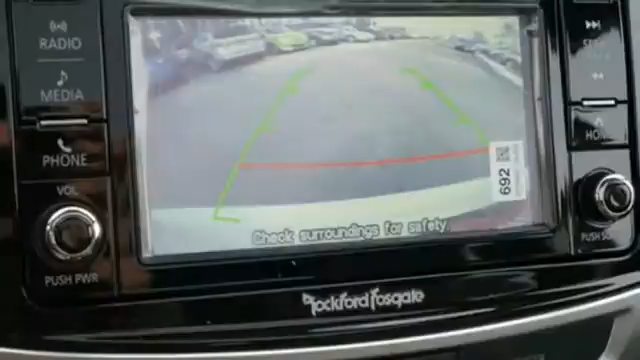 RADIO
MEDIA
PHONE
VOL
PUSH PWR
692
Check surroundings for safety
PUSH
Rockford Fosgate